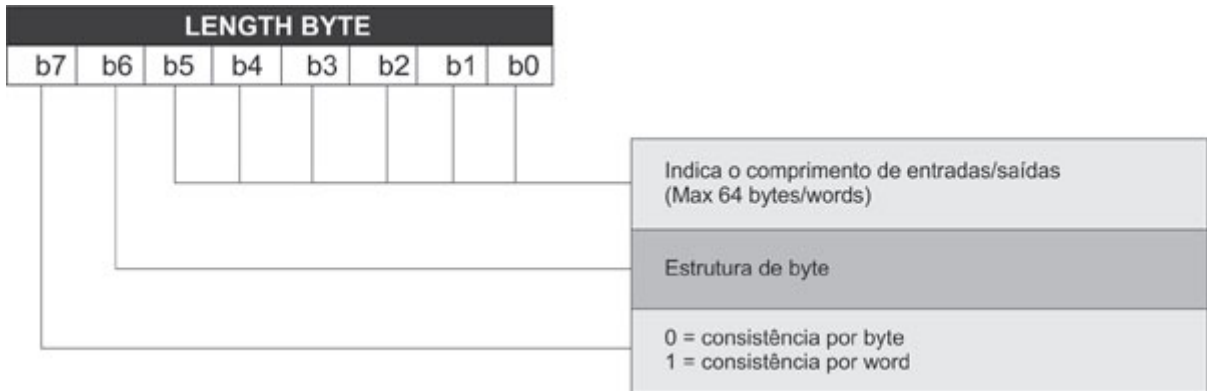 LENGTH BYTE
b7 b6 b5 b4 b3 b2 b1 b0
Indica o comprimento de entradas/saídas
(Max 64 bytes/words)
Estrutura de byte
0 = consistência por byte
1 = consistência por word